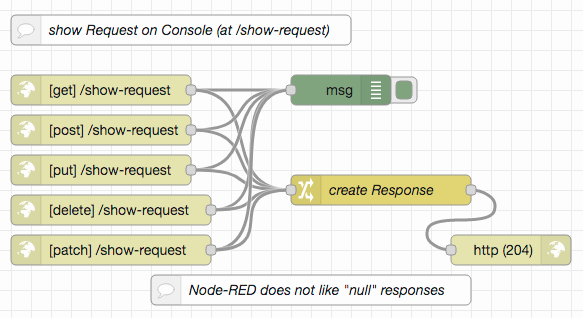 show Request on Console (at /show-request)
[get] /show-request
msg
[post] /show-request
[put] /show-request
create Response
[delete] /show-request
[patch] /show-request
http (204)
Node-RED does not like "null" responses